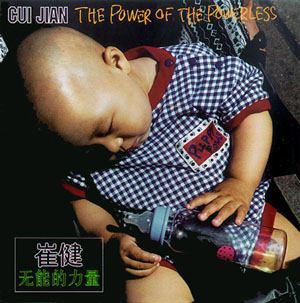 CUI JIAN THE POWER OF THE POWERLESS
崔健
无能的力量